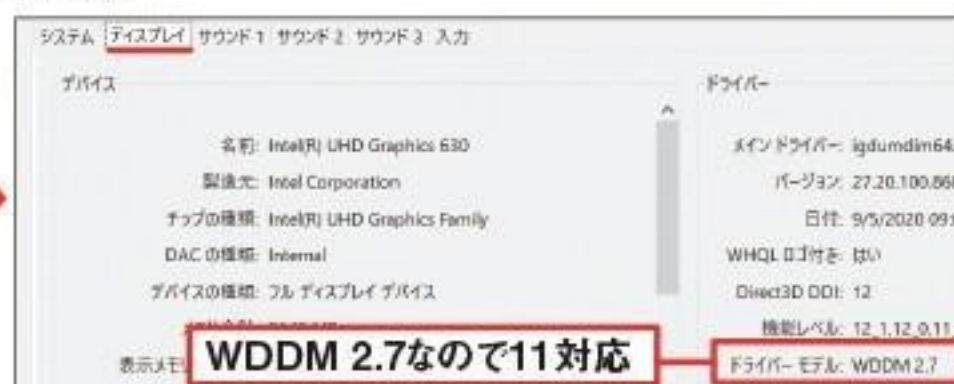 システム ディスプレイ サウンド 1 サウンド 2 サウンド 3 入力
デバイス
ドライバー
名前: Intel(R) UHD Graphics 630
製造元: Intel Corporation
チップの種類: Intel(R) UHD Graphics Family
DAC の種類: Internal
デバイスの種類: フル ディスプレイ デバイス
表示メモ
メイン ドライバー: igdumdim64
バージョン: 27.20.100.866
日付: 9/5/2020 09:
WHQL ロゴ付き: はい
Direct3D DDI: 12
機能レベル: 12_1,12_0,11
ドライバー モデル: WDDM 2.7
WDDM 2.7なので11対応